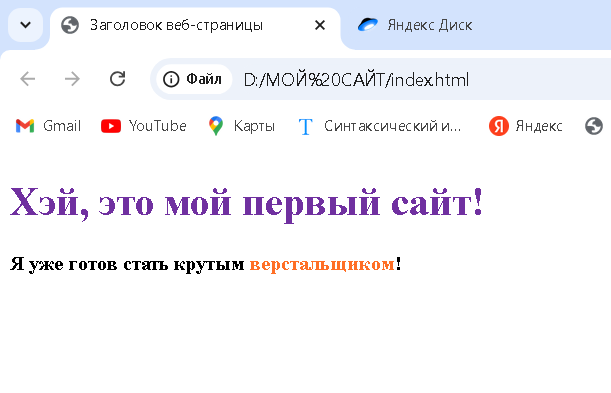 Заголовок веб-страницы
Яндекс Диск
Файл D:/МОЙ%20САЙТ/index.html
Gmail YouTube Карты Синтаксический и... Яндекс
Хэй, это мой первый сайт!
Я уже готов стать крутым верстальщиком!